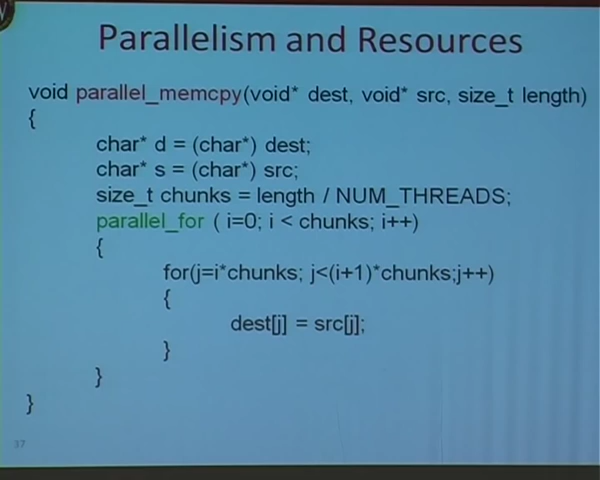 Parallelism and Resources
void parallel_memcpy(void* dest, void* src, size_t length)
{
char* d = (char*) dest;
char* s = (char*) src;
size_t chunks = length / NUM_THREADS;
parallel_for ( i=0; i < chunks; i++)
{
for(j=i*chunks; j<(i+1)*chunks;j++)
{
dest[j] = src[j];
}
}
}
37